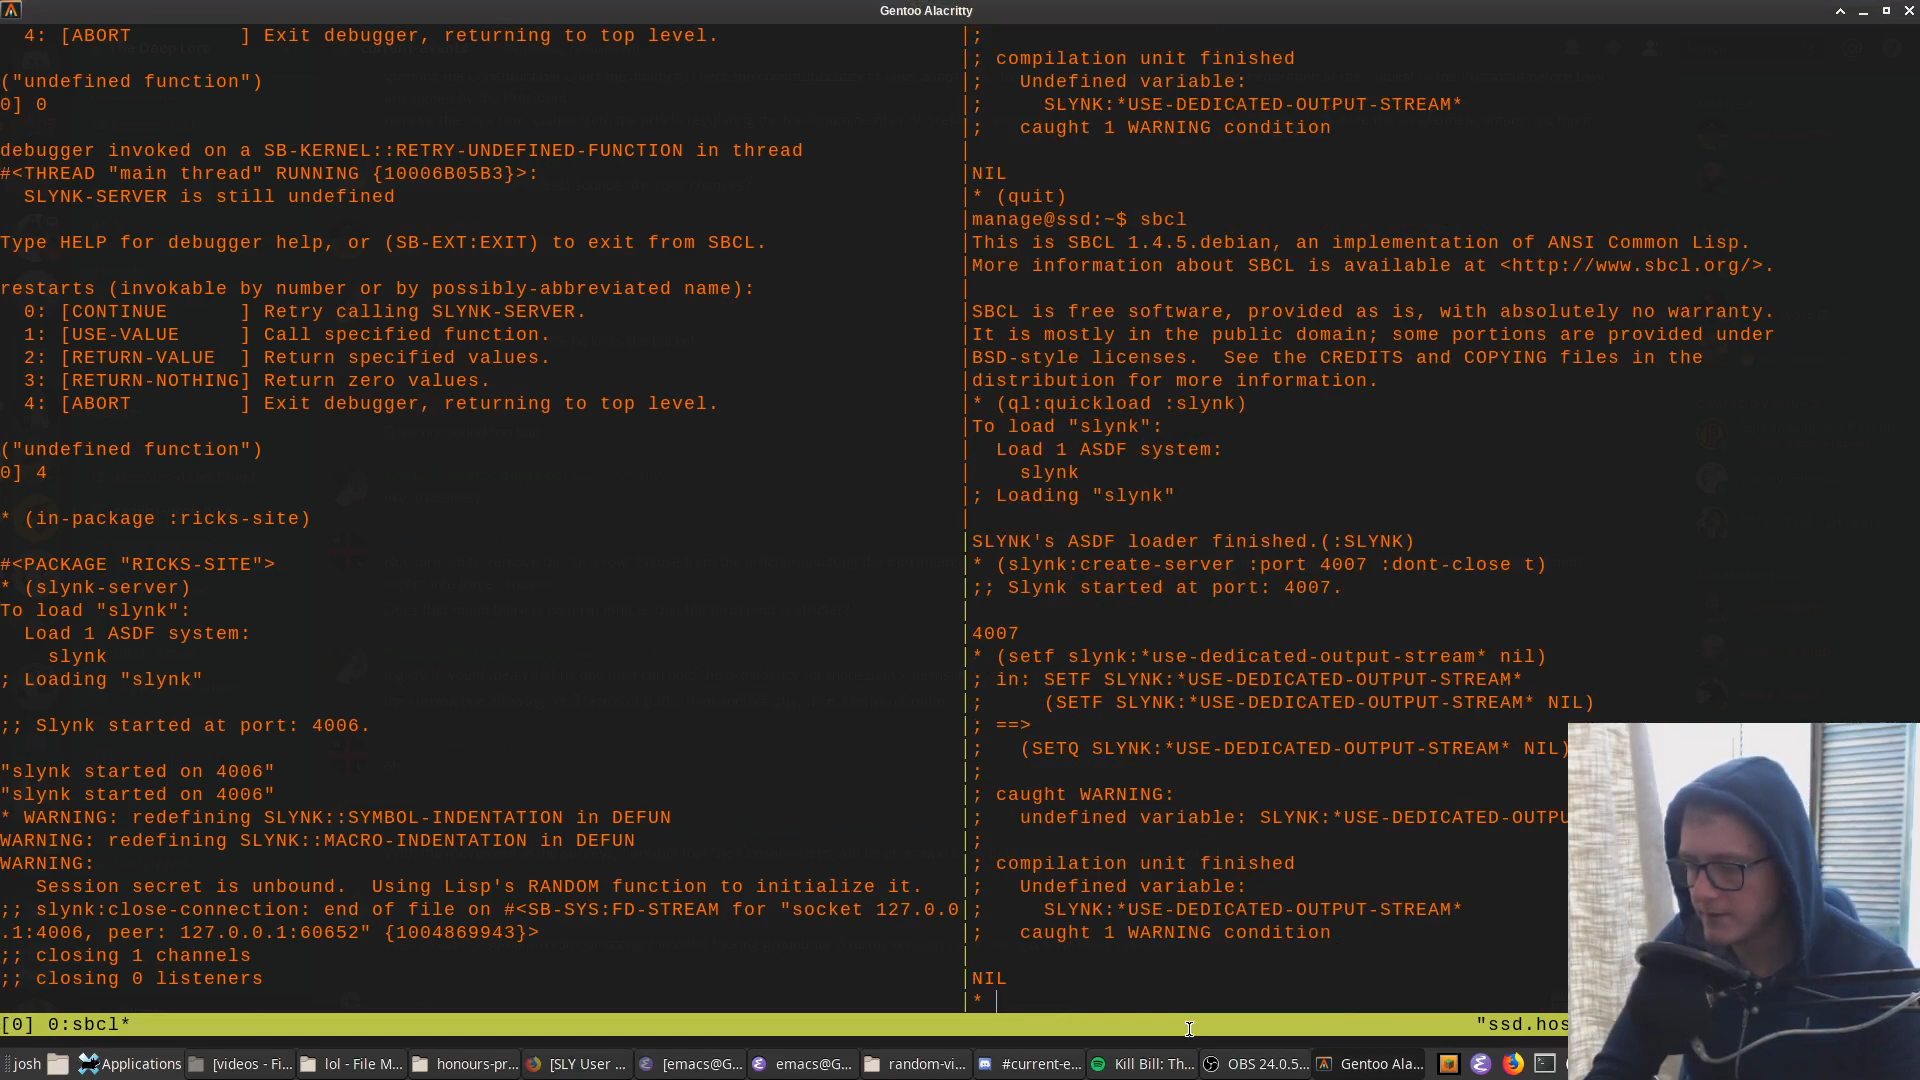 Gentoo Alacritty
4: [ABORT         ] Exit debugger, returning to top level.
("undefined function")
0] 0
debugger invoked on a SB-KERNEL::RETRY-UNDEFINED-FUNCTION in thread
#<THREAD "main thread" RUNNING {10006B05B3}>:
SLYNK-SERVER is still undefined
Type HELP for debugger help, or (SB-EXT:EXIT) to exit from SBCL.
restarts (invokable by number or by possibly-abbreviated name):
0: [CONTINUE      ] Retry calling SLYNK-SERVER.
1: [USE-VALUE     ] Call specified function.
2: [RETURN-VALUE  ] Return specified values.
3: [RETURN-NOTHING] Return zero values.
4: [ABORT         ] Exit debugger, returning to top level.
("undefined function")
0] 4
* (in-package :ricks-site)
#<PACKAGE "RICKS-SITE">
* (slynk-server)
To load "slynk":
Load 1 ASDF system:
slynk
; Loading "slynk"
;; Slynk started at port: 4006.
"slynk started on 4006"
"slynk started on 4006"
* WARNING: redefining SLYNK::SYMBOL-INDENTATION in DEFUN
WARNING: redefining SLYNK::MACRO-INDENTATION in DEFUN
WARNING:
Session secret is unbound.  Using Lisp's RANDOM function to initialize it.
;; slynk:close-connection: end of file on #<SB-SYS:FD-STREAM for "socket 127.0.0
.1:4006, peer: 127.0.0.1:60652" {1004869943}>
;; closing 1 channels
;; closing 0 listeners
;
; compilation unit finished
;   Undefined variable:
;     SLYNK:*USE-DEDICATED-OUTPUT-STREAM*
;   caught 1 WARNING condition
NIL
* (quit)
manage@ssd:~$ sbcl
This is SBCL 1.4.5.debian, an implementation of ANSI Common Lisp.
More information about SBCL is available at <http://www.sbcl.org/>.
SBCL is free software, provided as is, with absolutely no warranty.
It is mostly in the public domain; some portions are provided under
BSD-style licenses.  See the CREDITS and COPYING files in the
distribution for more information.
* (ql:quickload :slynk)
To load "slynk":
Load 1 ASDF system:
slynk
; Loading "slynk"
SLYNK's ASDF loader finished.(:SLYNK)
* (slynk:create-server :port 4007 :dont-close t)
;; Slynk started at port: 4007.
4007
* (setf slynk:*use-dedicated-output-stream* nil)
; in: SETF SLYNK:*USE-DEDICATED-OUTPUT-STREAM*
;     (SETF SLYNK:*USE-DEDICATED-OUTPUT-STREAM* NIL)
; ==>
;   (SETQ SLYNK:*USE-DEDICATED-OUTPUT-STREAM* NIL)
;
; caught WARNING:
;   undefined variable: SLYNK:*USE-DEDICATED-OUTPU
;
; compilation unit finished
;   Undefined variable:
;     SLYNK:*USE-DEDICATED-OUTPUT-STREAM*
;   caught 1 WARNING condition
NIL
*
[0] 0:sbcl* "ssd.hos
josh Applications [videos - Fi... lol - File M... honours-pr... [SLY User ... [emacs@G... emacs@G... random-vi... #current-e... Kill Bill: Th... OBS 24.0.5... Gentoo Ala...